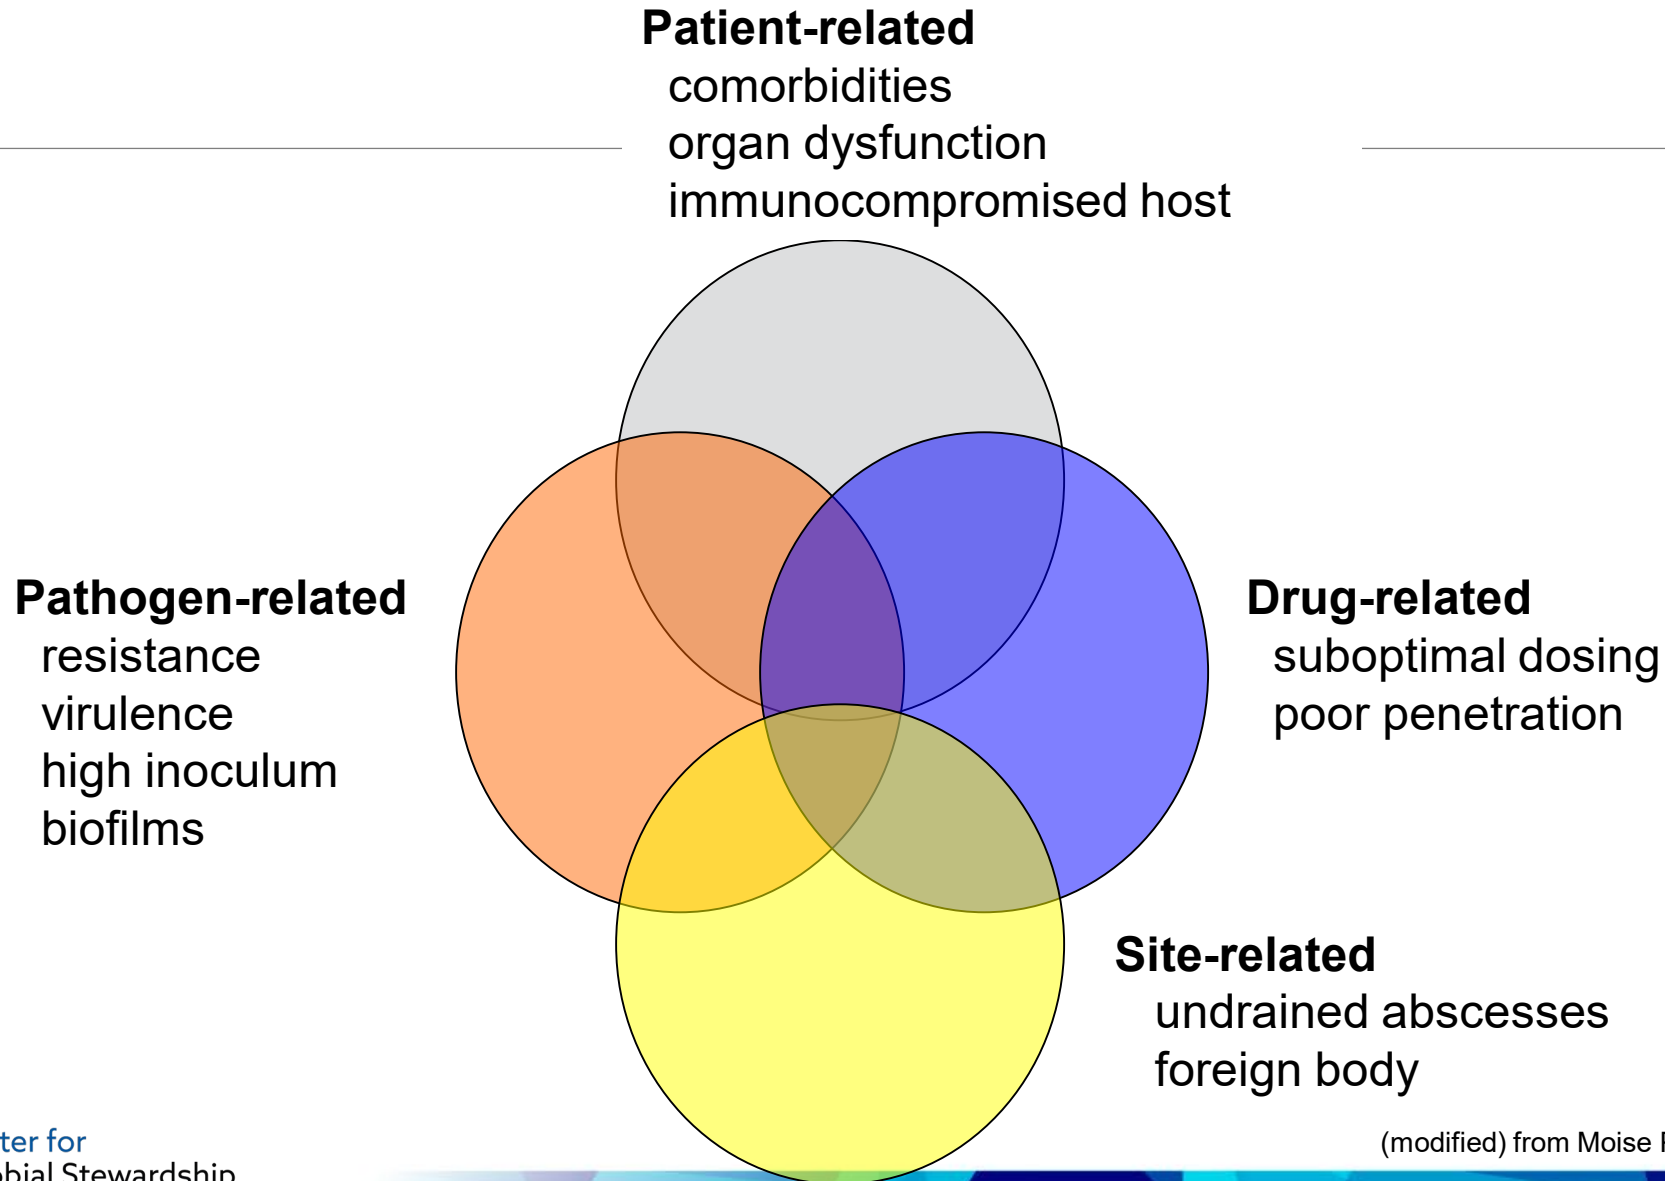 Patient-related
comorbidities
organ dysfunction
immunocompromised host
Pathogen-related
resistance
virulence
high inoculum
biofilms
Drug-related
suboptimal dosing
poor penetration
Site-related
undrained abscesses
foreign body
(modified) from Moise
ter for
Stewardship